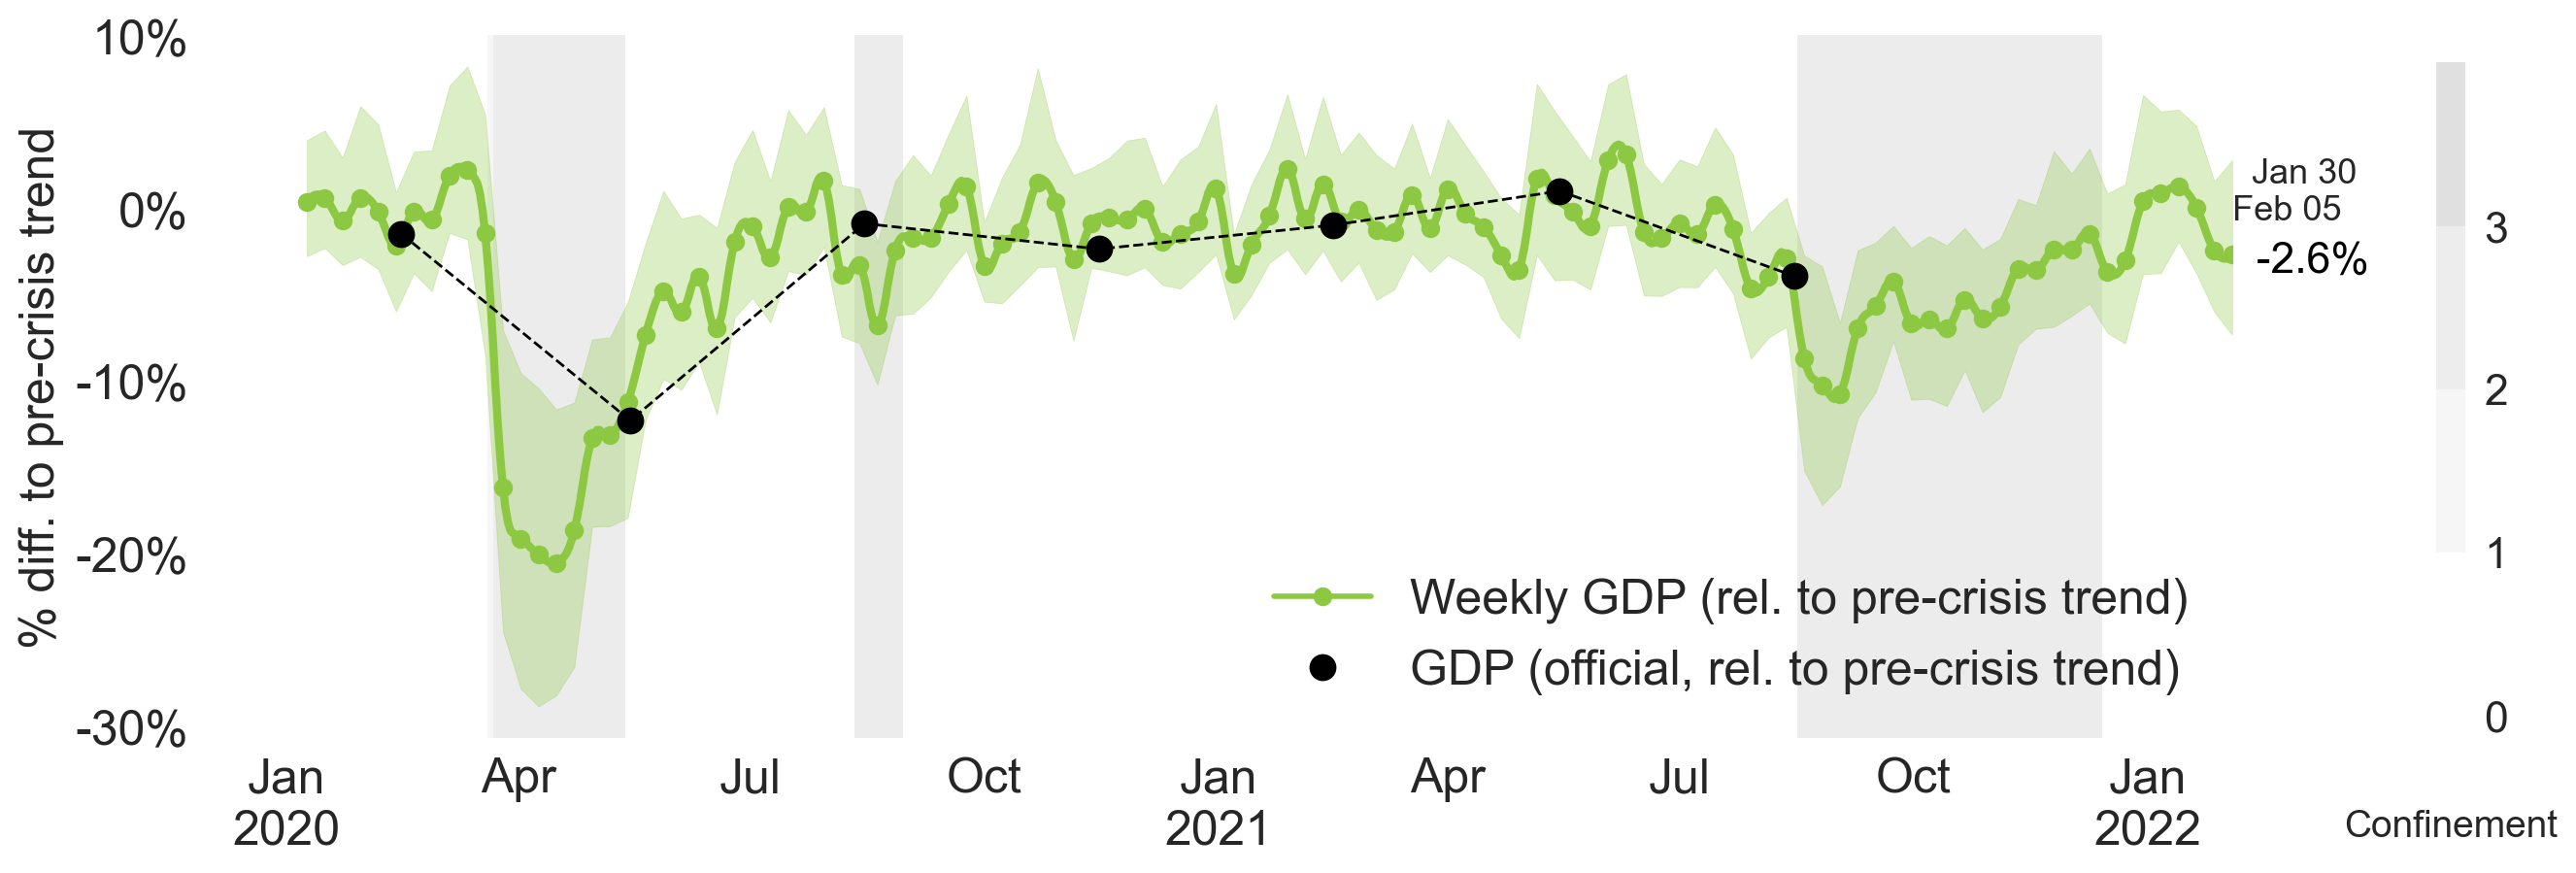 10%
0%
-10%
-20%
-30%
% diff. to pre-crisis trend
Jan 30
Feb 05
-2.6%
Weekly GDP (rel. to pre-crisis trend)
GDP (official, rel. to pre-crisis trend)
Jan Apr Jul Oct Jan Apr Jul Oct Jan
2020 2021 2022
3
2
1
0
Confinement